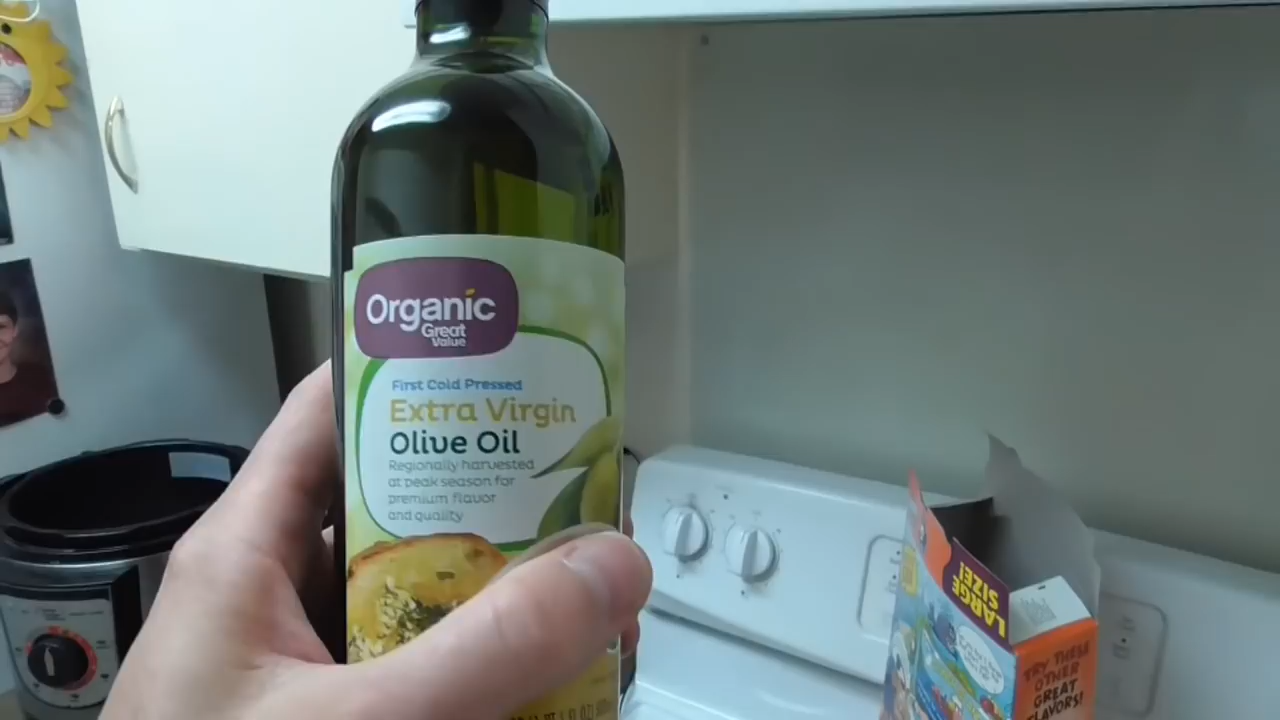 Organic
Great
Value
First Cold Pressed
Extra Virgin
Olive Oil
Regionally harvested
at peak season for
premium flavor
and quality
LARGE
SIZE!
TRY THESE
OTHER
GREAT
FLAVORS!